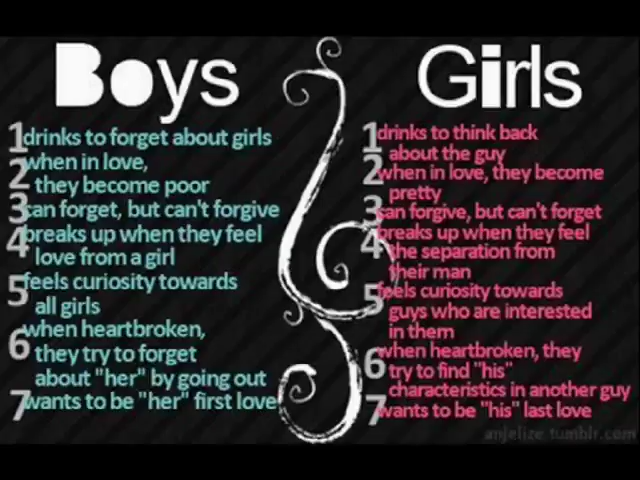 Boys
1 drinks to forget about girls
2 when in love,
they become poor
3 can forget, but can't forgive
4 breaks up when they feel
love from a girl
5 feels curiosity towards
all girls
6 when heartbroken,
they try to forget
about "her" by going out
7 wants to be "her" first love
Girls
1 drinks to think back
about the guy
2 when in love, they become
pretty
3 can forgive, but can't forget
4 breaks up when they feel
the separation from
their man
5 feels curiosity towards
guys who are interested
in them
6 when heartbroken, they
try to find "his"
characteristics in another guy
7 wants to be "his" last love
anjelize.tumblr.com